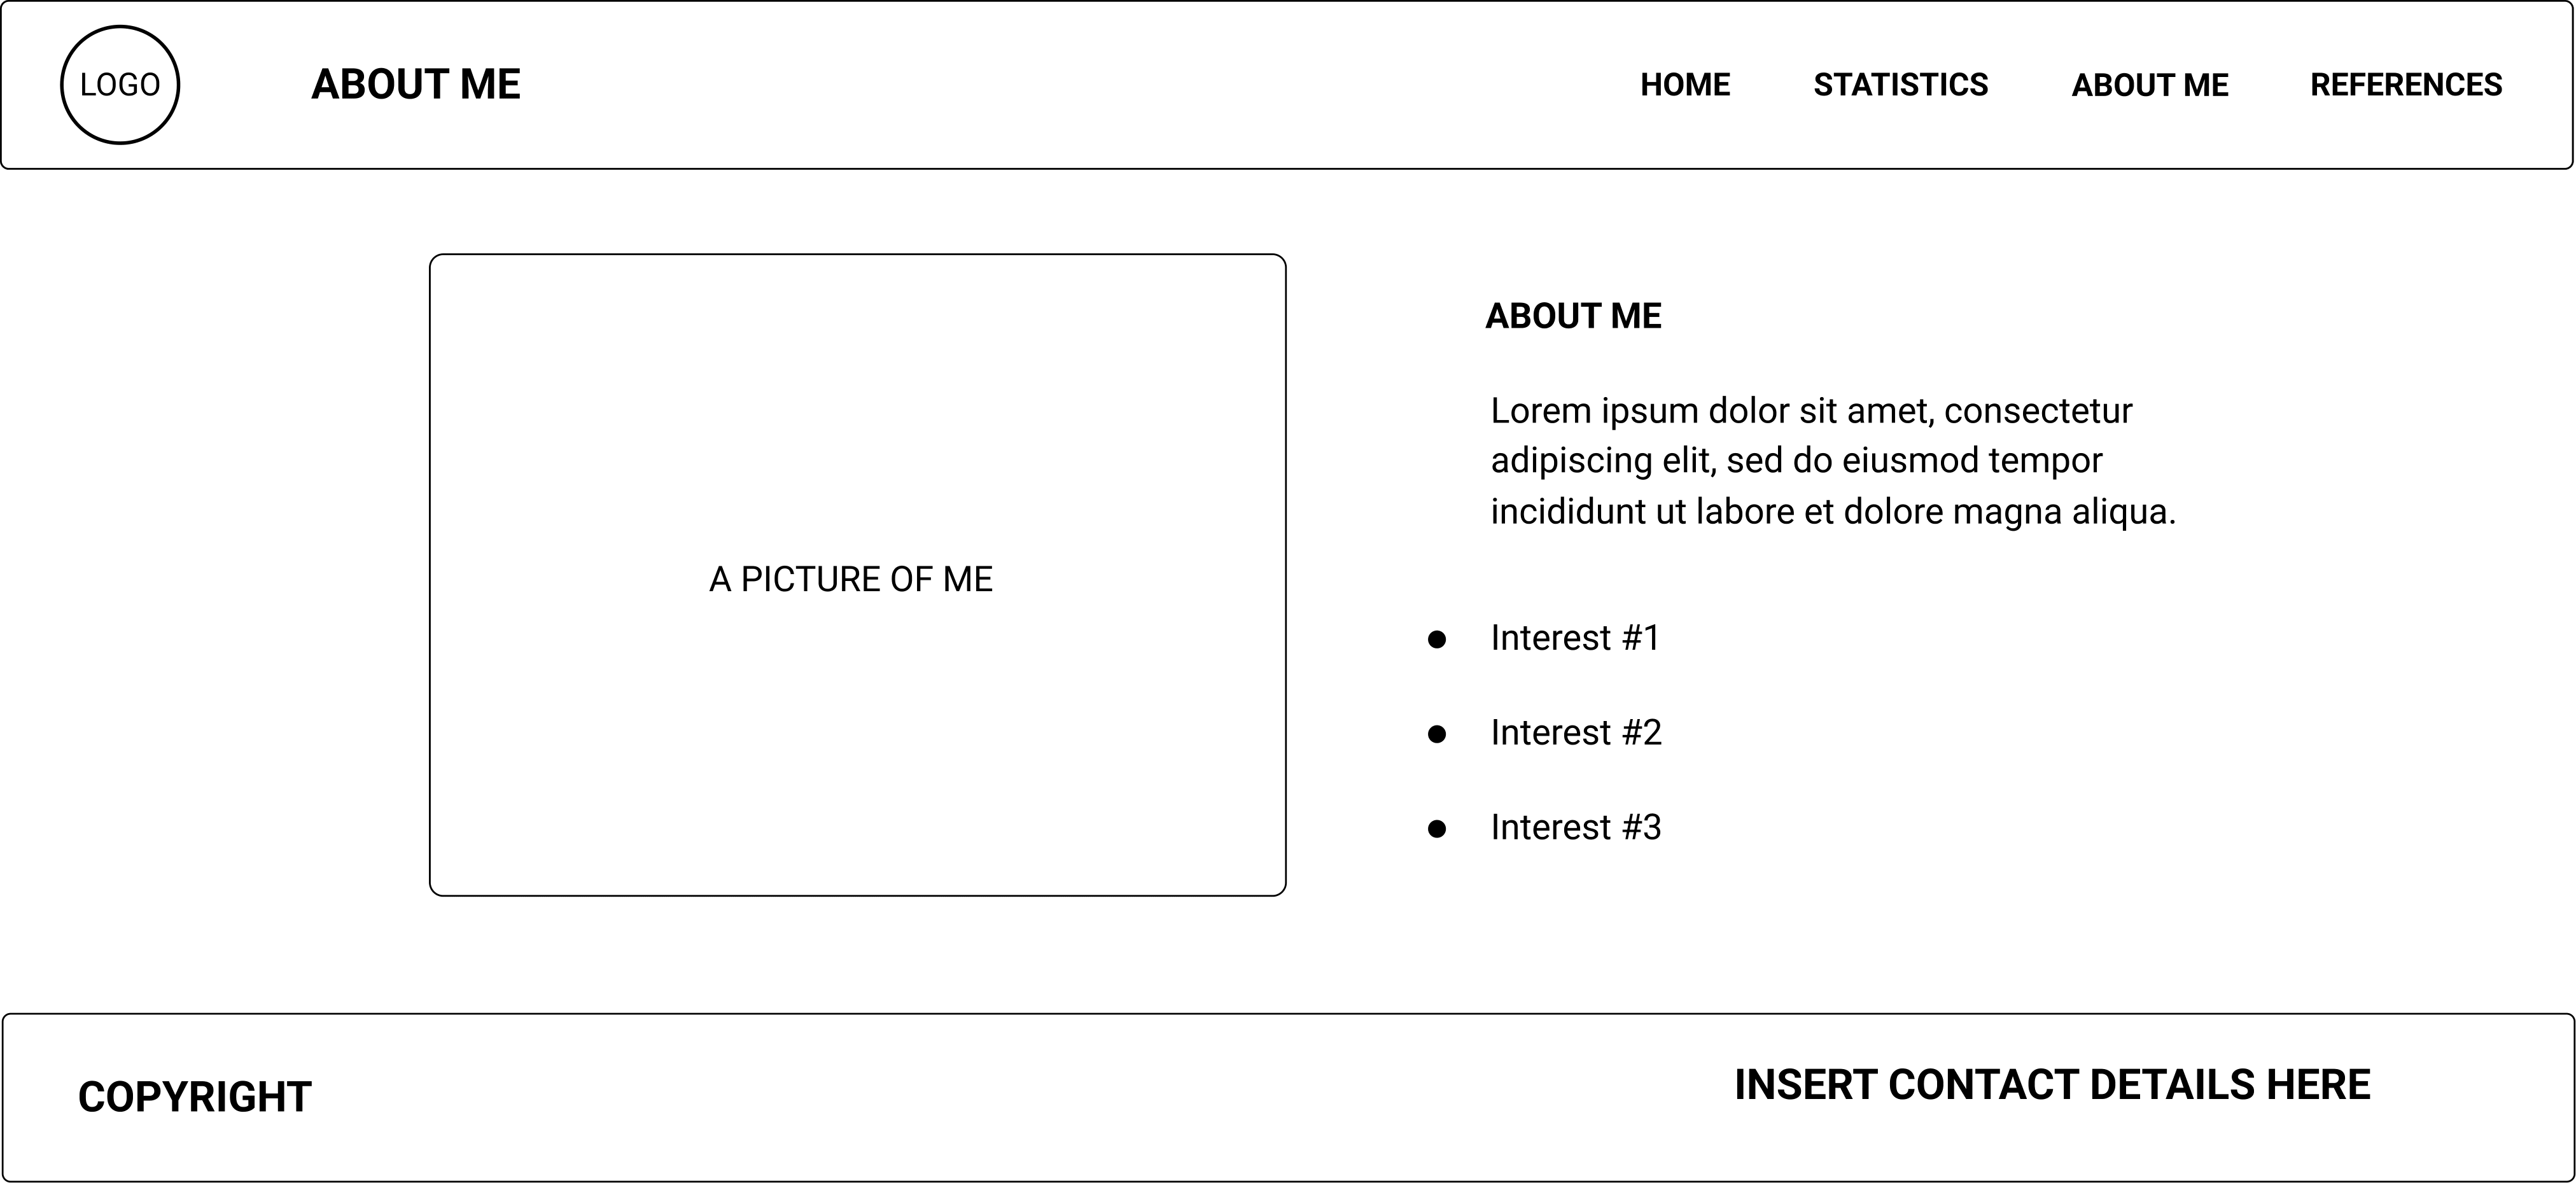 LOGO
ABOUT ME
HOME
STATISTICS
ABOUT ME
REFERENCES
A PICTURE OF ME
ABOUT ME
Lorem ipsum dolor sit amet, consectetur
adipiscing elit, sed do eiusmod tempor
incididunt ut labore et dolore magna aliqua.
Interest #1
Interest #2
Interest #3
COPYRIGHT
INSERT CONTACT DETAILS HERE